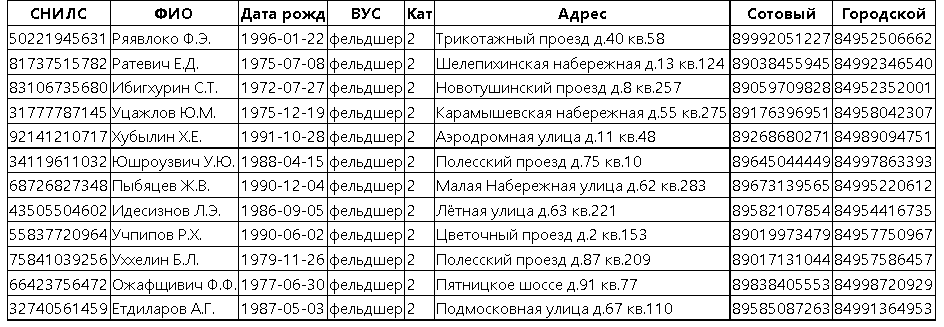 СНИЛС ФИО Дата рожд ВУС Кат Адрес Сотовый Городской
50221945631 Ряявлоко Ф.Э. 1996-01-22 фельдшер 2 Трикотажный проезд д.40 кв.58 89992051227 84952506662
81737515782 Ратевич Е.Д. 1975-07-08 фельдшер 2 Шелепихинская набережная д.13 кв.124 89038455945 84992346540
83106735680 Ибигхурин С.Т. 1972-07-27 фельдшер 2 Новотушинский проезд д.8 кв.257 89059709828 84952352001
31777787145 Уцажлов Ю.М. 1975-12-19 фельдшер 2 Карамышевская набережная д.55 кв.275 89176396951 84958042307
92141210717 Хубылин Х.Е. 1991-10-28 фельдшер 2 Аэродромная улица д.11 кв.48 89268680271 84989094751
34119611032 Юшроузвич У.Ю. 1988-04-15 фельдшер 2 Полесский проезд д.75 кв.10 89645044449 84997863393
68726827348 Пыбяцев Ж.В. 1990-12-04 фельдшер 2 Малая Набережная улица д.62 кв.283 89673139565 84995220612
43505504602 Идесизнов Л.Э. 1986-09-05 фельдшер 2 Лётная улица д.63 кв.221 89582107854 84954416735
55837720964 Учпипов Р.Х. 1990-06-02 фельдшер 2 Цветочный проезд д.2 кв.153 89019973479 84957750967
75841039256 Уххелин Б.Л. 1979-11-26 фельдшер 2 Полесский проезд д.87 кв.209 89017131044 84957586457
66423756472 Ожафщивич Ф.Ф. 1977-06-30 фельдшер 2 Пятницкое шоссе д.91 кв.77 89838405553 84998720929
32740561459 Етдиларов А.Г. 1987-05-03 фельдшер 2 Подмосковная улица д.67 кв.110 89585087263 84991364953